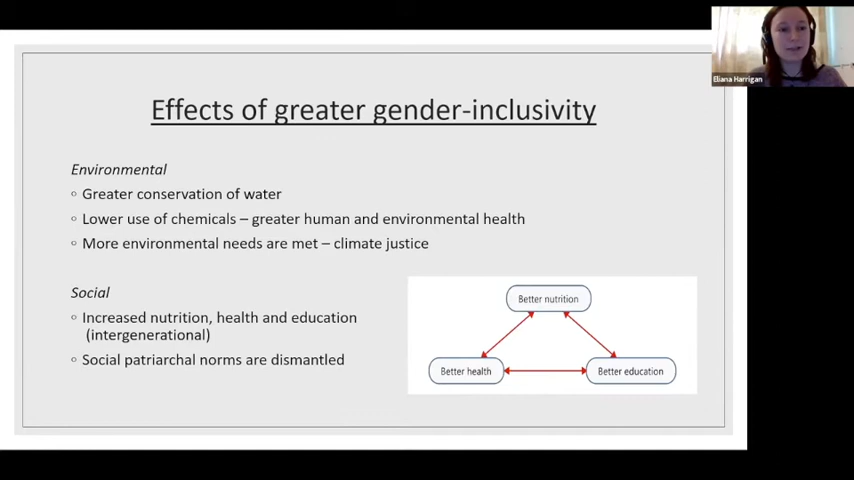 Effects of greater gender-inclusivity
Eliana Harrigan
Environmental
◦ Greater conservation of water
◦ Lower use of chemicals – greater human and environmental health
◦ More environmental needs are met – climate justice
Social
◦ Increased nutrition, health and education
(intergenerational)
◦ Social patriarchal norms are dismantled
Better nutrition
Better health
Better education